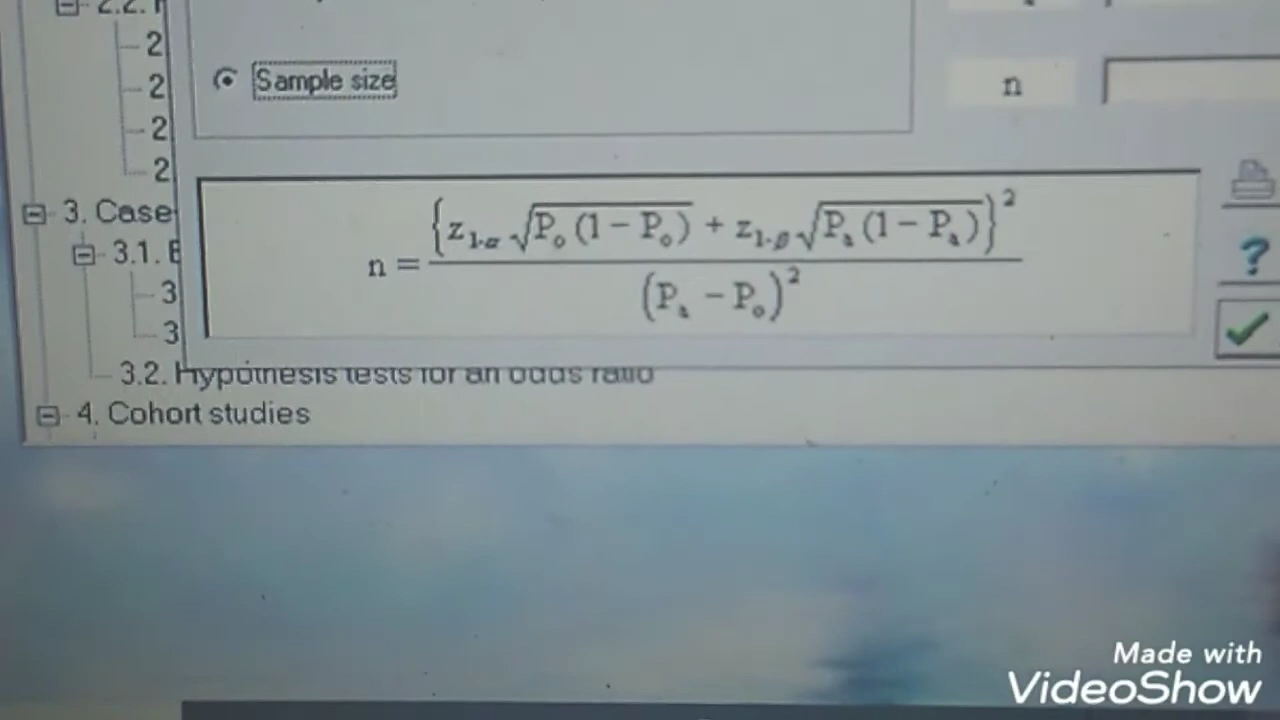 2.2.
2
2
2
2
Sample size
n
3. Case
3.1. E
3
3
n = {z₁₋α √P₀ (1 − P₀) + z₁₋β √Pₐ (1 − Pₐ)}² / (Pₐ − P₀)²
?
3.2. Hypothesis tests for an odds ratio
4. Cohort studies
Made with
VideoShow